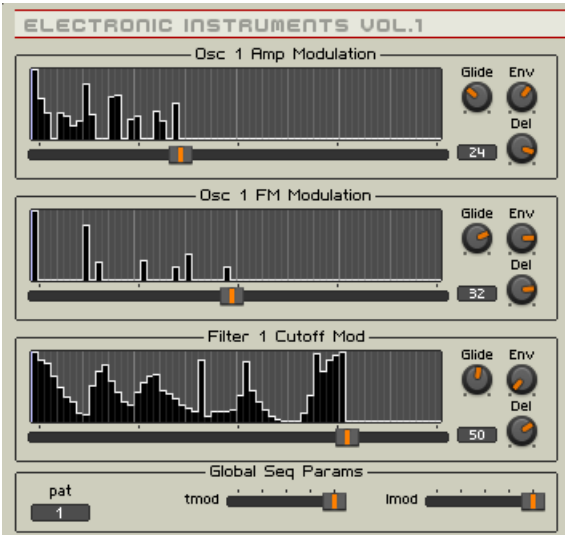 ELECTRONIC INSTRUMENTS VOL.1
Osc 1 Amp Modulation
Glide Env
Del
24
Osc 1 FM Modulation
Glide Env
Del
32
Filter 1 Cutoff Mod
Glide Env
Del
50
Global Seq Params
pat
tmod lmod
1